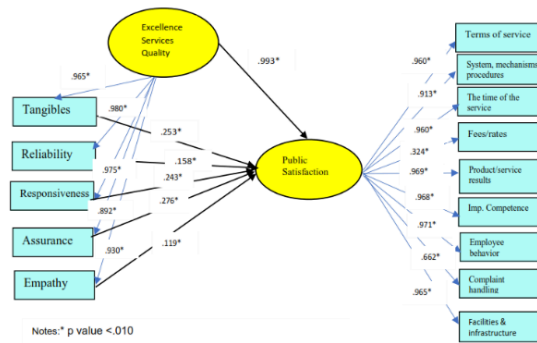 Excellence
Services
Quality
.993*
.965*
.980*
.975*
.892*
.930*
Tangibles
Reliability
Responsiveness
Assurance
Empathy
.253*
.158*
.243*
.276*
.119*
Public
Satisfaction
.960*
.913*
.960*
.324*
.969*
.968*
.971*
.662*
.965*
Terms of service
System, mechanisms
procedures
The time of the
service
Fees/rates
Product/service
results
Imp. Competence
Employee
behavior
Complaint
handling
Facilities &
infrastructure
Notes:* p value <.010